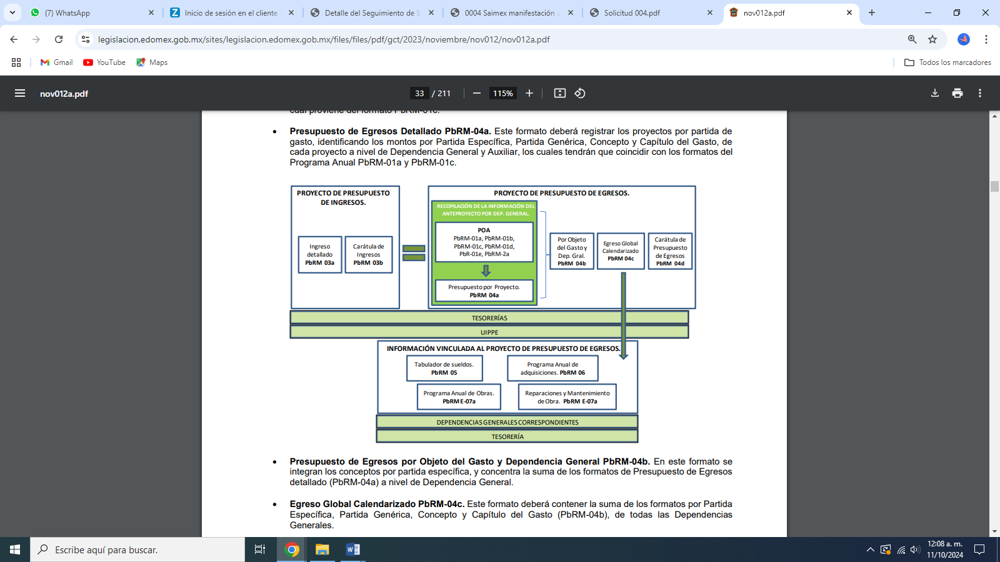 (7) WhatsApp
Inicio de sesión en el cliente
Detalle del Seguimiento de S
0004 Saimex manifestación
Solicitud 004.pdf
nov012a.pdf
legislacion.edomex.gob.mx/sites/legislacion.edomex.gob.mx/files/files/pdf/gct/2023/noviembre/nov012/nov012a.pdf
Gmail
YouTube
Maps
Todos los marcadores
nov012a.pdf
33 / 211
115%
cual proviene del formato PbRM-01c.
• Presupuesto de Egresos Detallado PbRM-04a. Este formato deberá registrar los proyectos por partida de
gasto, identificando los montos por Partida Específica, Partida Genérica, Concepto y Capítulo del Gasto, de
cada proyecto a nivel de Dependencia General y Auxiliar, los cuales tendrán que coincidir con los formatos del
Programa Anual PbRM-01a y PbRM-01c.
PROYECTO DE PRESUPUESTO
DE INGRESOS.
Ingreso
detallado
PbRM 03a
Carátula de
Ingresos
PbRM 03b
PROYECTO DE PRESUPUESTO DE EGRESOS.
RECOPILACIÓN DE LA INFORMACIÓN DEL
ANTEPROYECTO POR DEP. GENERAL.
POA
PbRM-01a, PbRM-01b,
PbRM-01c, PbRM-01d,
PbR-01e, PbRM-2a
Presupuesto por Proyecto.
PbRM 04a
Por Objeto
del Gasto y
Dep. Gral.
PbRM 04b
Egreso Global
Calendarizado
PbRM 04c
Carátula de
Presupuesto
de Egresos
PbRM 04d
TESORERÍAS
UIPPE
INFORMACIÓN VINCULADA AL PROYECTO DE PRESUPUESTO DE EGRESOS.
Tabulador de sueldos.
PbRM 05
Programa Anual de
adquisiciones. PbRM 06
Programa Anual de Obras.
PbRM E-07a
Reparaciones y Mantenimiento
de Obra. PbRM E-07a
DEPENDENCIAS GENERALES CORRESPONDIENTES
TESORERÍA
• Presupuesto de Egresos por Objeto del Gasto y Dependencia General PbRM-04b. En este formato se
integran los conceptos por partida específica, y concentra la suma de los formatos de Presupuesto de Egresos
detallado (PbRM-04a) a nivel de Dependencia General.
• Egreso Global Calendarizado PbRM-04c. Este formato deberá contener la suma de los formatos por Partida
Específica, Partida Genérica, Concepto y Capítulo del Gasto (PbRM-04b), de todas las Dependencias
Generales.
Escribe aquí para buscar.
12:08 a. m.
11/10/2024